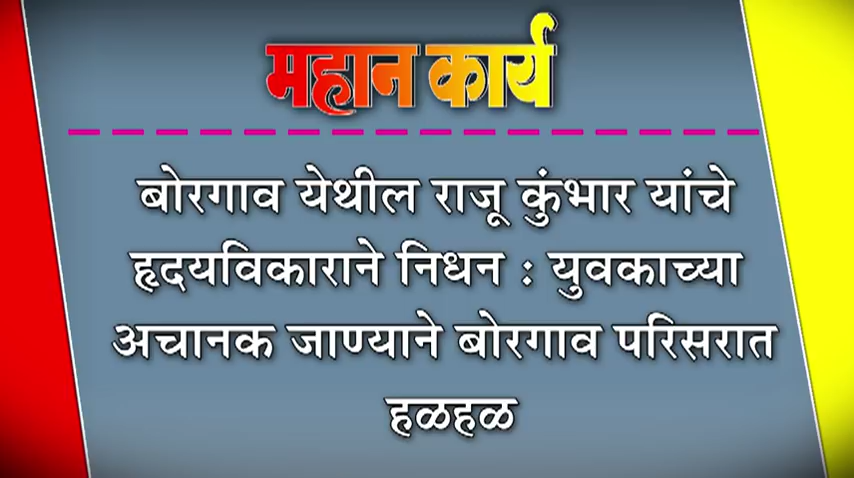 महान कार्य
बोरगाव येथील राजू कुंभार यांचे
हृदयविकाराने निधन : युवकाच्या
अचानक जाण्याने बोरगाव परिसरात
हळहळ